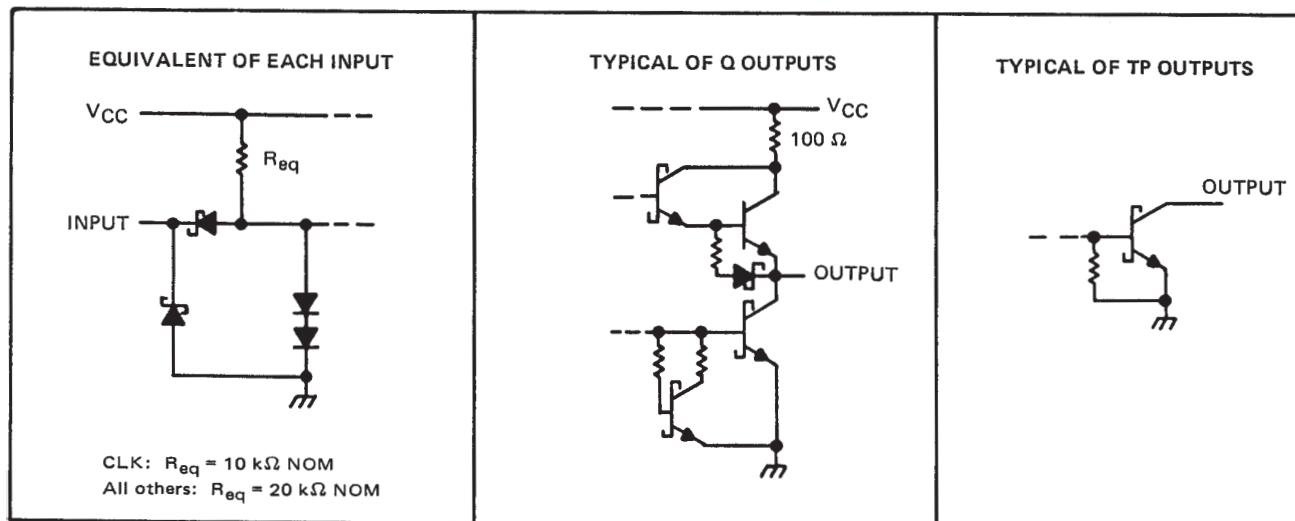 EQUIVALENT OF EACH INPUT
VCC
Req
INPUT
CLK: Req = 10 kΩ NOM
All others: Req = 20 kΩ NOM
TYPICAL OF Q OUTPUTS
VCC
100 Ω
OUTPUT
TYPICAL OF TP OUTPUTS
OUTPUT